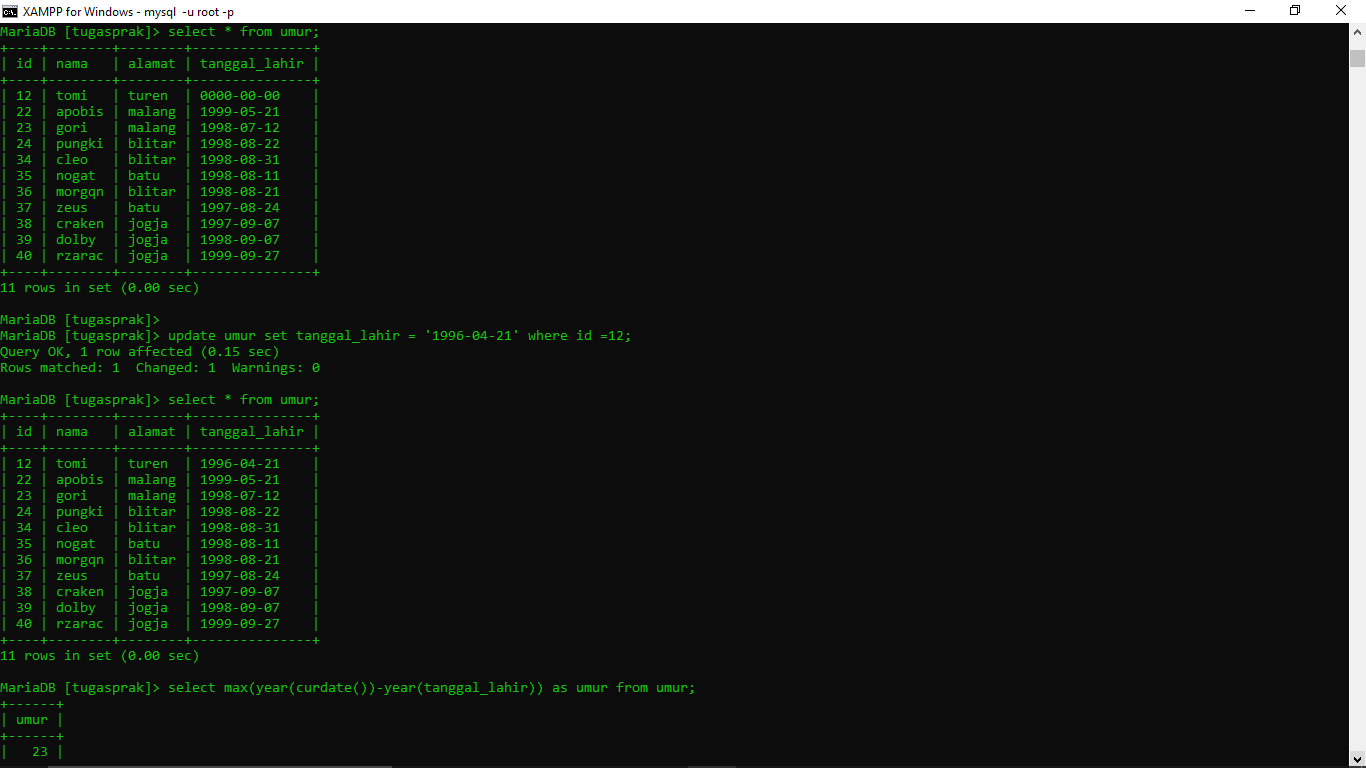 XAMPP for Windows - mysql  -u root -p
MariaDB [tugasprak]> select * from umur;
+----+--------+--------+---------------+
| id | nama   | alamat | tanggal_lahir |
+----+--------+--------+---------------+
| 12 | tomi   | turen  | 0000-00-00    |
| 22 | apobis | malang | 1999-05-21    |
| 23 | gori   | malang | 1998-07-12    |
| 24 | pungki | blitar | 1998-08-22    |
| 34 | cleo   | blitar | 1998-08-31    |
| 35 | nogat  | batu   | 1998-08-11    |
| 36 | morgqn | blitar | 1998-08-21    |
| 37 | zeus   | batu   | 1997-08-24    |
| 38 | craken | jogja  | 1997-09-07    |
| 39 | dolby  | jogja  | 1998-09-07    |
| 40 | rzarac | jogja  | 1999-09-27    |
+----+--------+--------+---------------+
11 rows in set (0.00 sec)
MariaDB [tugasprak]>
MariaDB [tugasprak]> update umur set tanggal_lahir = '1996-04-21' where id =12;
Query OK, 1 row affected (0.15 sec)
Rows matched: 1  Changed: 1  Warnings: 0
MariaDB [tugasprak]> select * from umur;
+----+--------+--------+---------------+
| id | nama   | alamat | tanggal_lahir |
+----+--------+--------+---------------+
| 12 | tomi   | turen  | 1996-04-21    |
| 22 | apobis | malang | 1999-05-21    |
| 23 | gori   | malang | 1998-07-12    |
| 24 | pungki | blitar | 1998-08-22    |
| 34 | cleo   | blitar | 1998-08-31    |
| 35 | nogat  | batu   | 1998-08-11    |
| 36 | morgqn | blitar | 1998-08-21    |
| 37 | zeus   | batu   | 1997-08-24    |
| 38 | craken | jogja  | 1997-09-07    |
| 39 | dolby  | jogja  | 1998-09-07    |
| 40 | rzarac | jogja  | 1999-09-27    |
+----+--------+--------+---------------+
11 rows in set (0.00 sec)
MariaDB [tugasprak]> select max(year(curdate())-year(tanggal_lahir)) as umur from umur;
+------+
| umur |
+------+
|   23 |